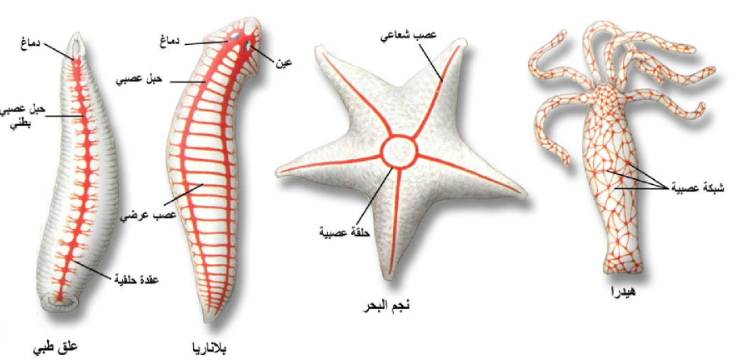 عصب شعاعي
دماغ
دماغ
عين
حبل عصبي
حبل عصبي
بطني
شبكة عصبية
عصب عرضي
حلقة عصبية
عقدة حلقية
هيدرا
نجم البحر
بلاناريا
علق طبي